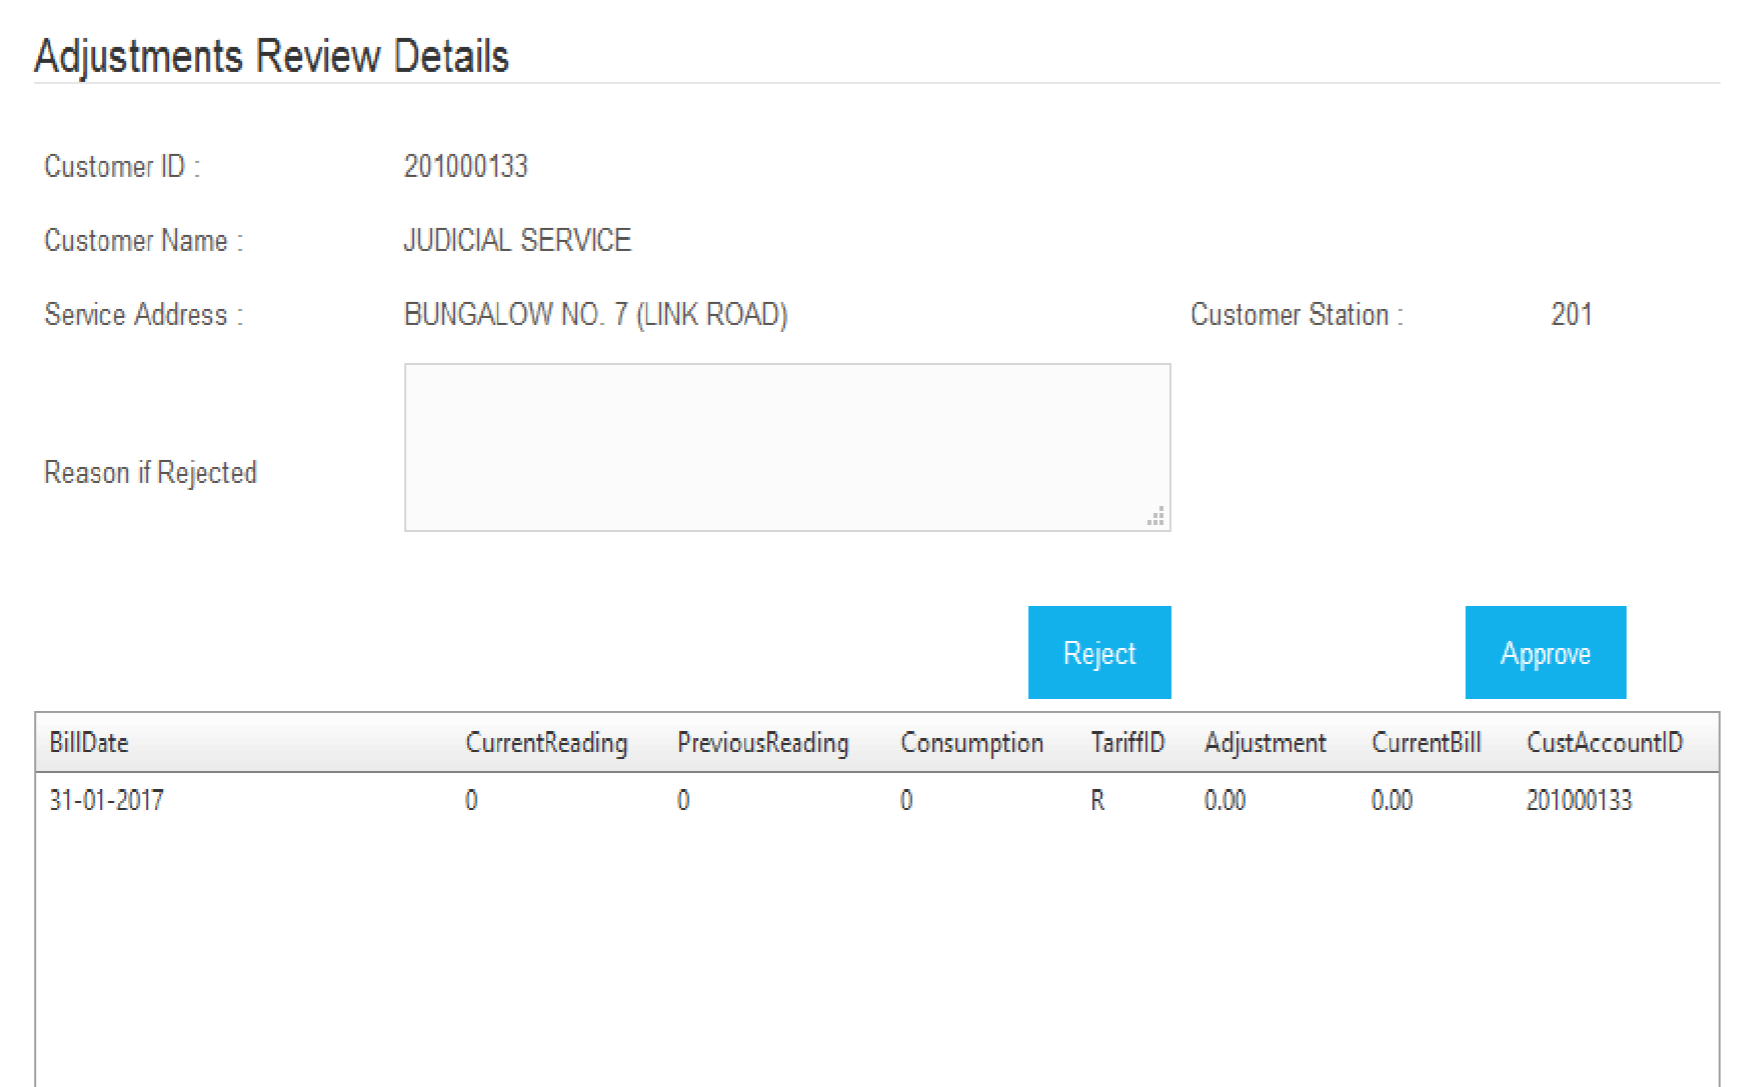 Adjustments Review Details
Customer ID : 201000133
Customer Name : JUDICIAL SERVICE
Service Address : BUNGALOW NO. 7 (LINK ROAD) Customer Station : 201
Reason if Rejected
Reject Approve
BillDate CurrentReading PreviousReading Consumption TariffID Adjustment CurrentBill CustAccountID
31-01-2017 0 0 0 R 0.00 0.00 201000133